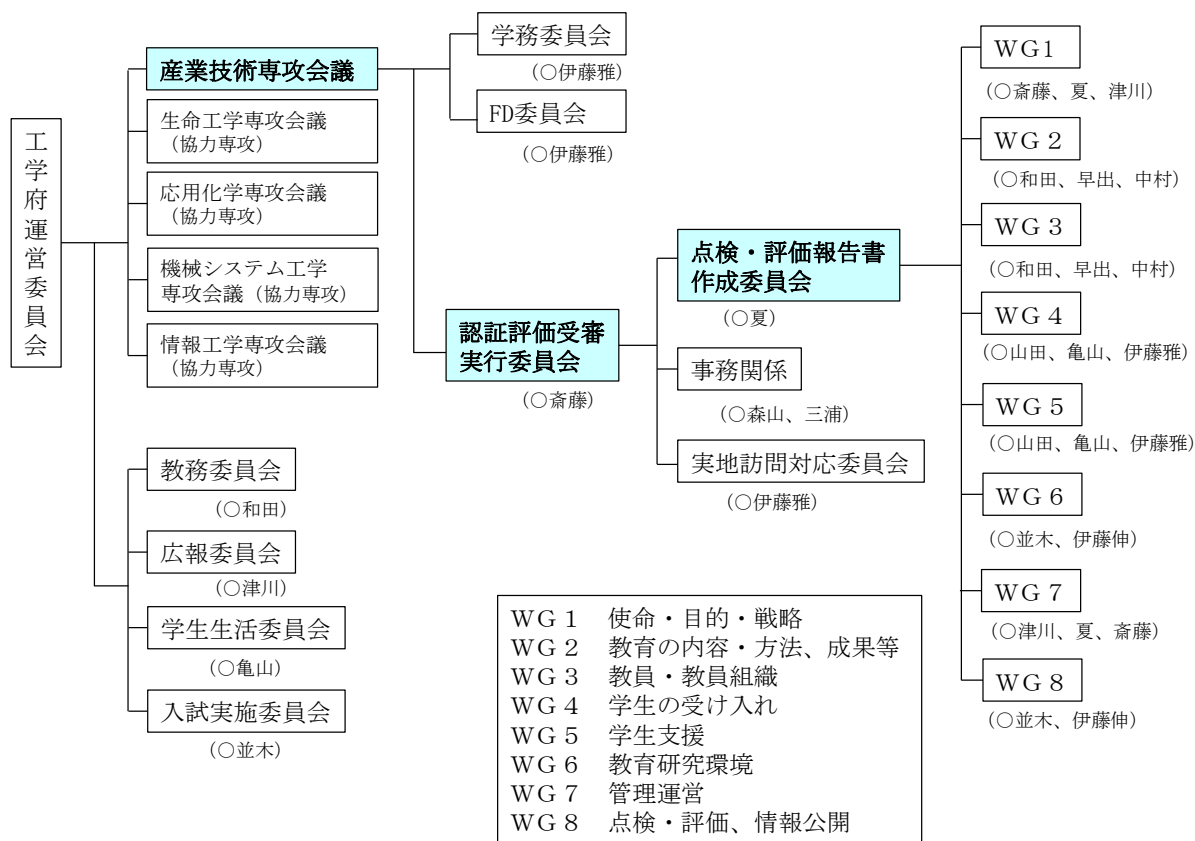 工学府運営委員会
産業技術専攻会議
生命工学専攻会議
（協力専攻）
応用化学専攻会議
（協力専攻）
機械システム工学
専攻会議（協力専攻）
情報工学専攻会議
（協力専攻）
教務委員会
（○和田）
広報委員会
（○津川）
学生生活委員会
（○亀山）
入試実施委員会
（○並木）
学務委員会
（○伊藤雅）
FD委員会
（○伊藤雅）
認証評価受審
実行委員会
（○斎藤）
点検・評価報告書
作成委員会
（○夏）
事務関係
（○森山、三浦）
実地訪問対応委員会
（○伊藤雅）
WG1
（○斎藤、夏、津川）
ＷＧ２
（○和田、早出、中村）
ＷＧ３
（○和田、早出、中村）
ＷＧ４
（○山田、亀山、伊藤雅）
ＷＧ５
（○山田、亀山、伊藤雅）
ＷＧ６
（○並木、伊藤伸）
ＷＧ７
（○津川、夏、斎藤）
ＷＧ８
（○並木、伊藤伸）
ＷＧ１　使命・目的・戦略
ＷＧ２　教育の内容・方法、成果等
ＷＧ３　教員・教員組織
ＷＧ４　学生の受け入れ
ＷＧ５　学生支援
ＷＧ６　教育研究環境
ＷＧ７　管理運営
ＷＧ８　点検・評価、情報公開